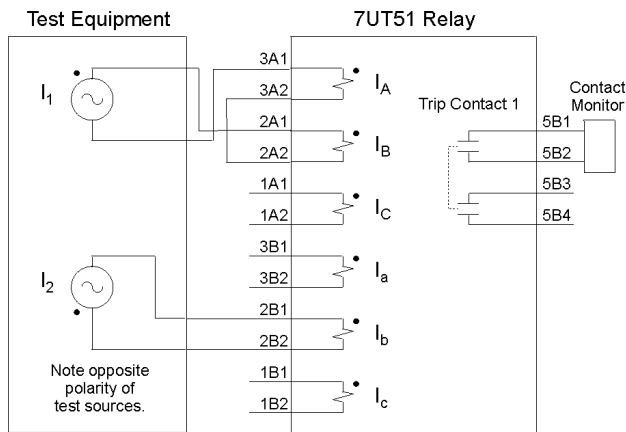 Test Equipment
7UT51 Relay
I1
I2
Note opposite
polarity of
test sources.
3A1
3A2
2A1
2A2
1A1
1A2
3B1
3B2
2B1
2B2
1B1
1B2
IA
IB
IC
Ia
Ib
Ic
Trip Contact 1
Contact
Monitor
5B1
5B2
5B3
5B4